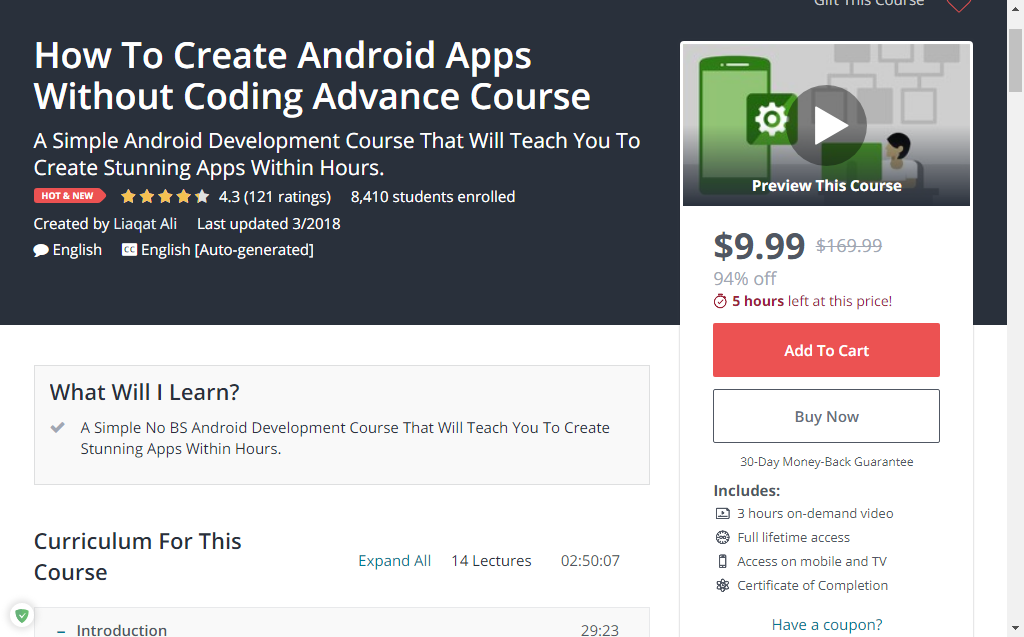 Gift This Course
How To Create Android Apps
Without Coding Advance Course
A Simple Android Development Course That Will Teach You To
Create Stunning Apps Within Hours.
HOT & NEW 4.3 (121 ratings) 8,410 students enrolled
Created by Liaqat Ali Last updated 3/2018
English CC English [Auto-generated]
Preview This Course
$9.99 $169.99
94% off
5 hours left at this price!
Add To Cart
Buy Now
30-Day Money-Back Guarantee
Includes:
3 hours on-demand video
Full lifetime access
Access on mobile and TV
Certificate of Completion
Have a coupon?
What Will I Learn?
A Simple No BS Android Development Course That Will Teach You To Create
Stunning Apps Within Hours.
Curriculum For This
Course
Expand All 14 Lectures 02:50:07
– Introduction 29:23